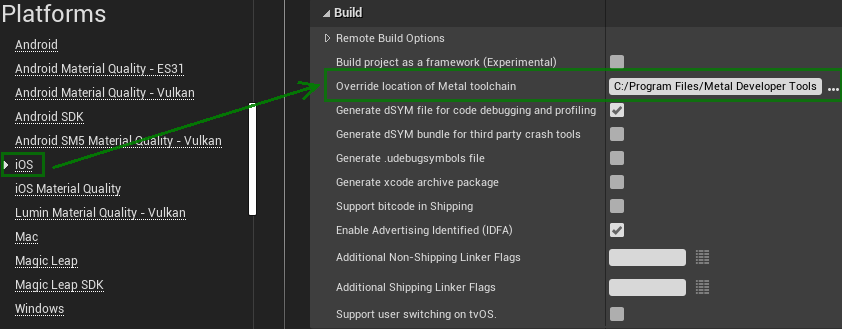 Platforms
Android
Android Material Quality - ES31
Android Material Quality - Vulkan
Android SDK
Android SM5 Material Quality - Vulkan
iOS
iOS Material Quality
Lumin Material Quality - Vulkan
Mac
Magic Leap
Magic Leap SDK
Windows
Build
Remote Build Options
Build project as a framework (Experimental)
Override location of Metal toolchain C:/Program Files/Metal Developer Tools ...
Generate dSYM file for code debugging and profiling
Generate dSYM bundle for third party crash tools
Generate .udebugsymbols file
Generate xcode archive package
Support bitcode in Shipping
Enable Advertising Identified (IDFA)
Additional Non-Shipping Linker Flags
Additional Shipping Linker Flags
Support user switching on tvOS.